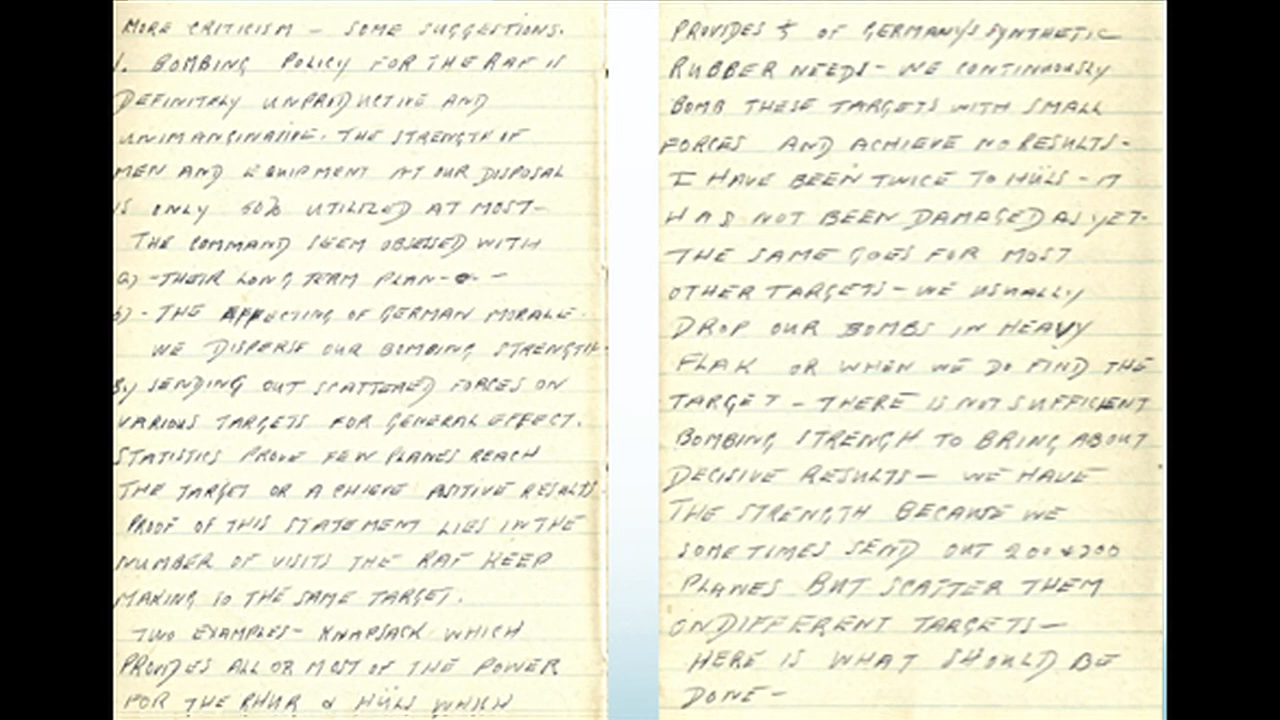 MORE CRITICISM — SOME SUGGESTIONS.
1. BOMBING POLICY FOR THE RAF IS
DEFINITELY UNPRODUCTIVE AND
UNIMANGINATIVE. THE STRENGTH OF
MEN AND EQUIPMENT AT OUR DISPOSAL
IS ONLY 50% UTILIZED AT MOST—
THE COMMAND SEEM OBSESSED WITH
a) - THEIR LONG TERM PLAN -
b) - THE AFFECTING OF GERMAN MORALE.
WE DISPERSE OUR BOMBING STRENGTH
BY SENDING OUT SCATTERED FORCES ON
VARIOUS TARGETS FOR GENERAL EFFECT.
STATISTICS PROVE FEW PLANES REACH
THE TARGET OR ACHIEVE POSITIVE RESULTS.
PROOF OF THIS STATEMENT LIES IN THE
NUMBER OF VISITS THE RAF KEEP
MAKING TO THE SAME TARGET.
TWO EXAMPLES - KNAPSACK WHICH
PROVIDES ALL OR MOST OF THE POWER
FOR THE RHUR & HÜLS WHICH
PROVIDES OF GERMANY'S SYNTHETIC
RUBBER NEEDS - WE CONTINUOUSLY
BOMB THESE TARGETS WITH SMALL
FORCES AND ACHIEVE NO RESULTS -
I HAVE BEEN TWICE TO HÜLS - IT
HAS NOT BEEN DAMAGED AS YET -
THE SAME GOES FOR MOST
OTHER TARGETS - WE USUALLY
DROP OUR BOMBS IN HEAVY
FLAK OR WHEN WE DO FIND THE
TARGET - THERE IS NOT SUFFICIENT
BOMBING STRENGTH TO BRING ABOUT
DECISIVE RESULTS — WE HAVE
THE STRENGTH BECAUSE WE
SOMETIMES SEND OUT 200 & 300
PLANES BUT SCATTER THEM
ON DIFFERENT TARGETS —
HERE IS WHAT SHOULD BE
DONE -